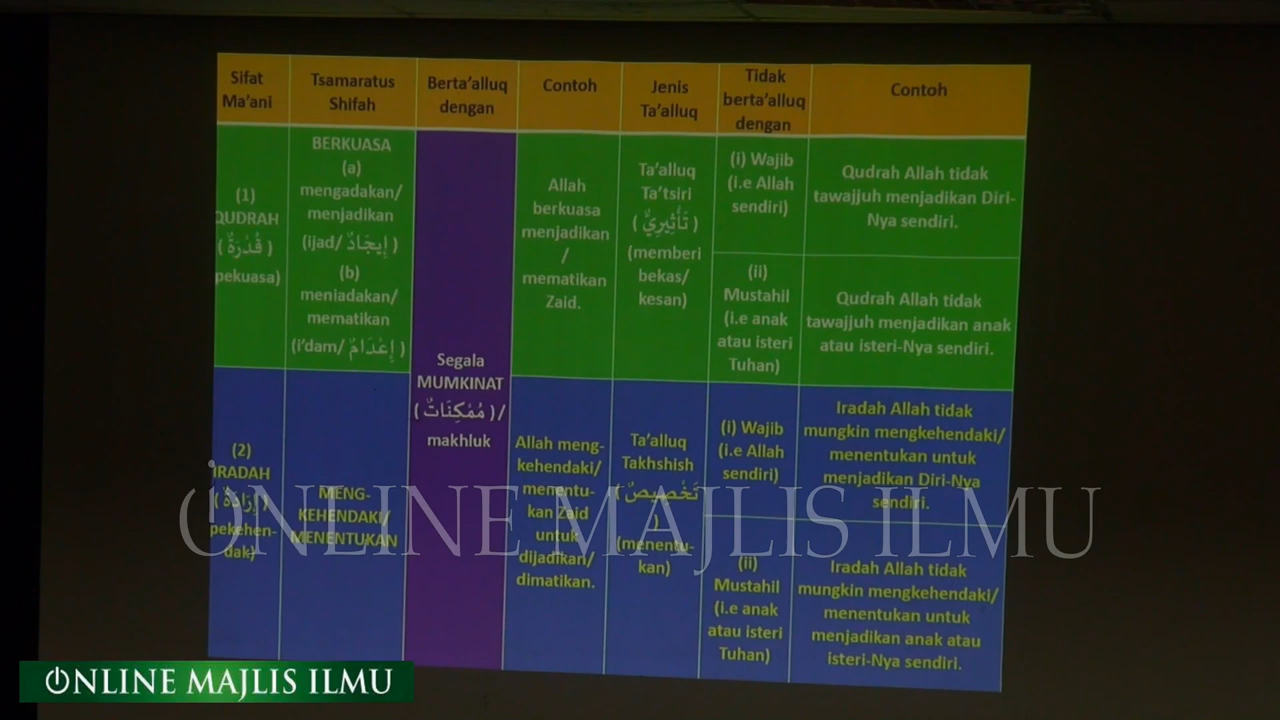 Sifat
Ma'ani
Tsamaratus
Shifah
Berta'alluq
dengan
Contoh
Jenis
Ta'alluq
Tidak
berta'alluq
dengan
Contoh
(1)
QUDRAH
( قُدْرَةٌ )
pekuasa)
BERKUASA
(a)
mengadakan/
menjadikan
(ijad/ إِيجَادٌ )
(b)
meniadakan/
mematikan
(i'dam/ إِعْدَامٌ )
Segala
MUMKINAT
( مُمْكِنَاتٌ )/
makhluk
Allah
berkuasa
menjadikan
/
mematikan
Zaid.
Ta'alluq
Ta'tsiri
( تَأْثِيرِيٌّ )
(memberi
bekas/
kesan)
(i) Wajib
(i.e Allah
sendiri)
Qudrah Allah tidak
tawajjuh menjadikan Diri-
Nya sendiri.
(ii)
Mustahil
(i.e anak
atau isteri
Tuhan)
Qudrah Allah tidak
tawajjuh menjadikan anak
atau isteri-Nya sendiri.
(2)
IRADAH
( إِرَادَةٌ )
pekehen-
dak)
MENG-
KEHENDAKI/
MENENTUKAN
Allah meng-
kehendaki/
menentu-
kan Zaid
untuk
dijadikan/
dimatikan.
Ta'alluq
Takhshish
( تَخْصِيصٌ
)
(menentu-
kan)
(i) Wajib
(i.e Allah
sendiri)
Iradah Allah tidak
mungkin mengkehendaki/
menentukan untuk
menjadikan Diri-Nya
sendiri.
(ii)
Mustahil
(i.e anak
atau isteri
Tuhan)
Iradah Allah tidak
mungkin mengkehendaki/
menentukan untuk
menjadikan anak atau
isteri-Nya sendiri.
ONLINE MAJLIS ILMU
ONLINE MAJLIS ILMU